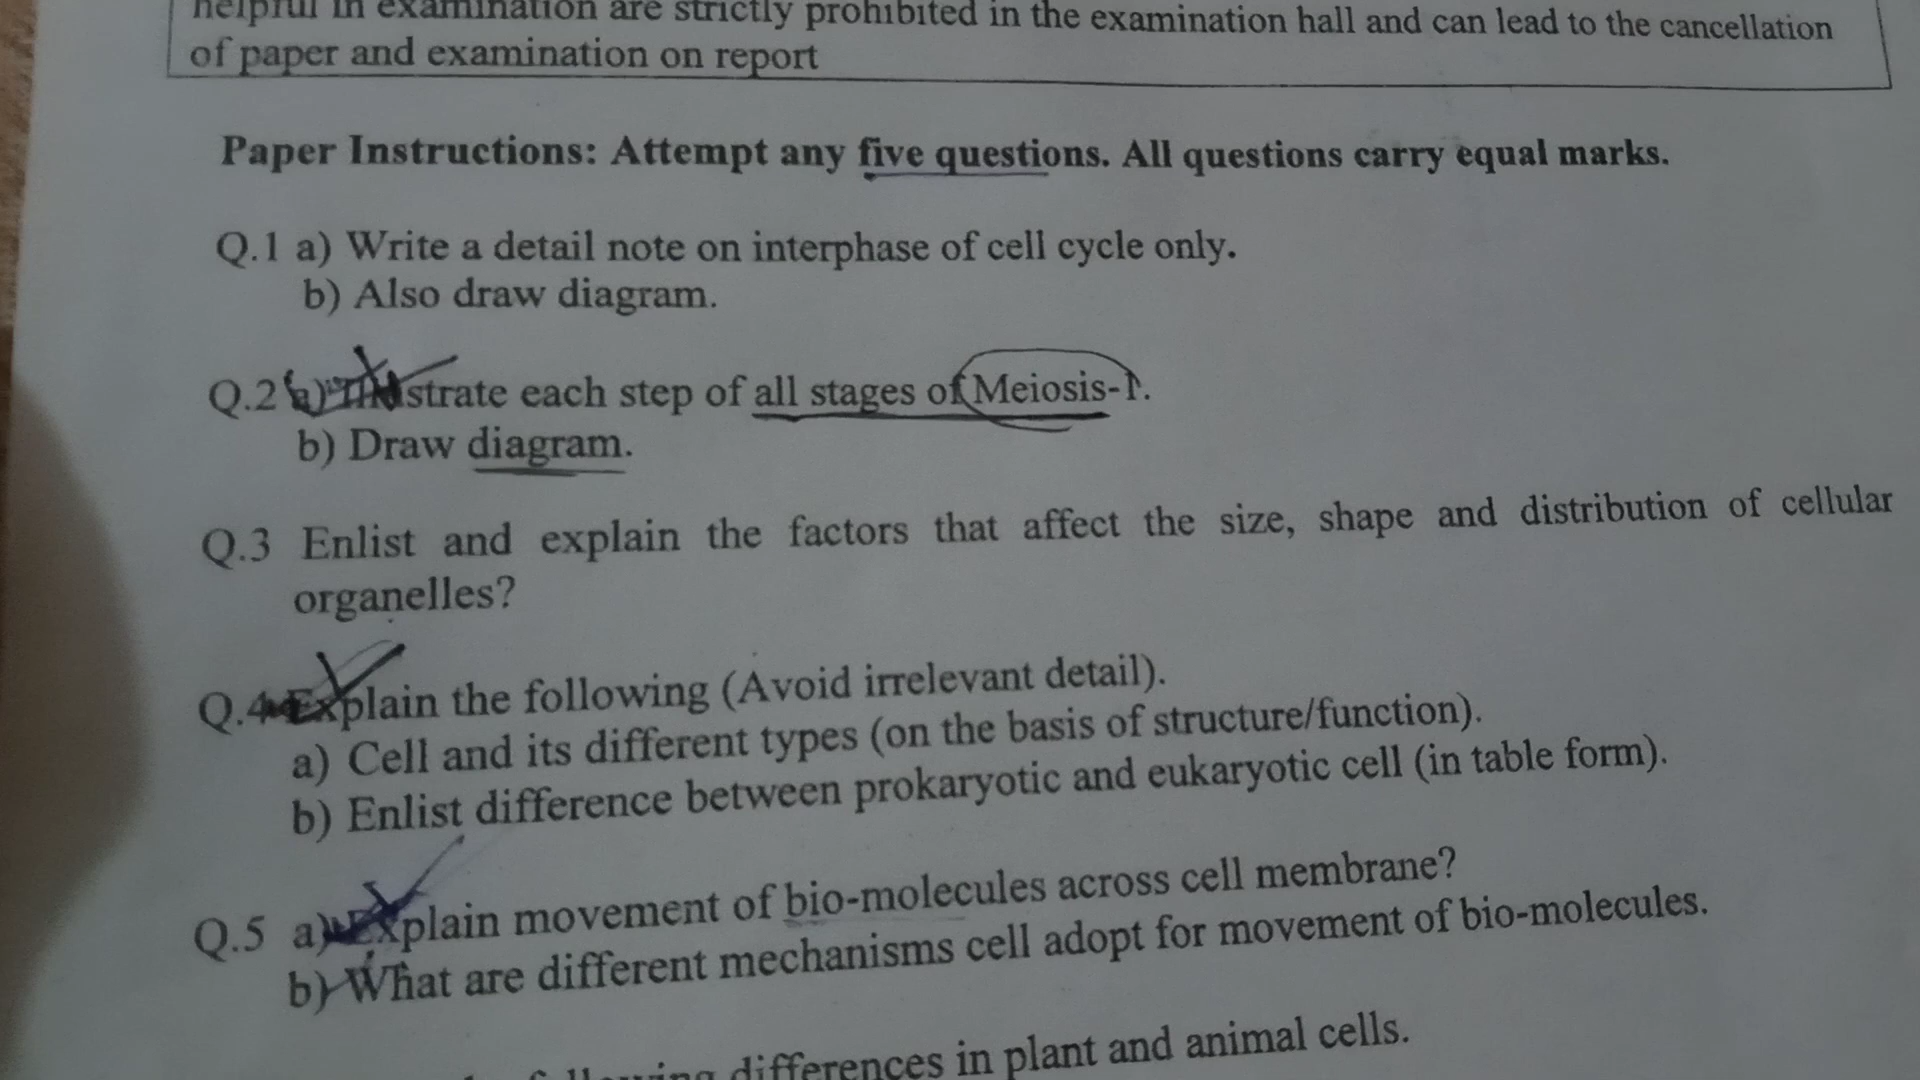 helpful in examination are strictly prohibited in the examination hall and can lead to the cancellation
of paper and examination on report
Paper Instructions: Attempt any five questions. All questions carry equal marks.
Q.1 a) Write a detail note on interphase of cell cycle only.
b) Also draw diagram.
Q.2 a) Illustrate each step of all stages of Meiosis-1.
b) Draw diagram.
Q.3 Enlist and explain the factors that affect the size, shape and distribution of cellular
organelles?
Q.4 Explain the following (Avoid irrelevant detail).
a) Cell and its different types (on the basis of structure/function).
b) Enlist difference between prokaryotic and eukaryotic cell (in table form).
Q.5 a) Explain movement of bio-molecules across cell membrane?
b) What are different mechanisms cell adopt for movement of bio-molecules.
following differences in plant and animal cells.